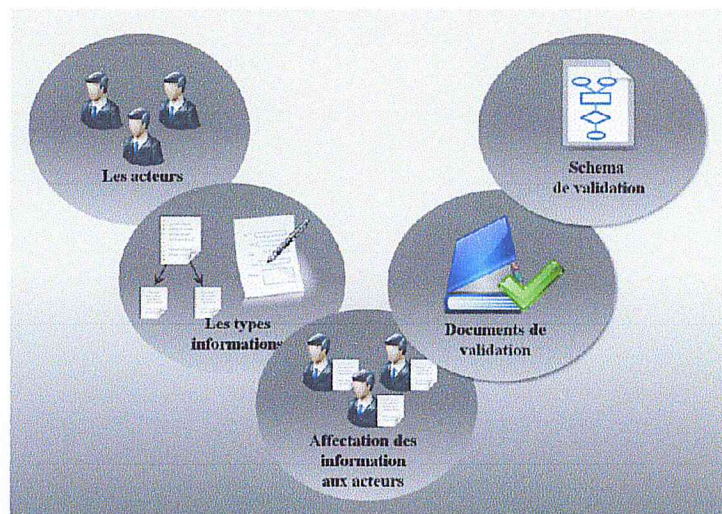 Les acteurs
Schema
de validation
Les types
informations
Documents de
validation
Affectation des
information
aux acteurs